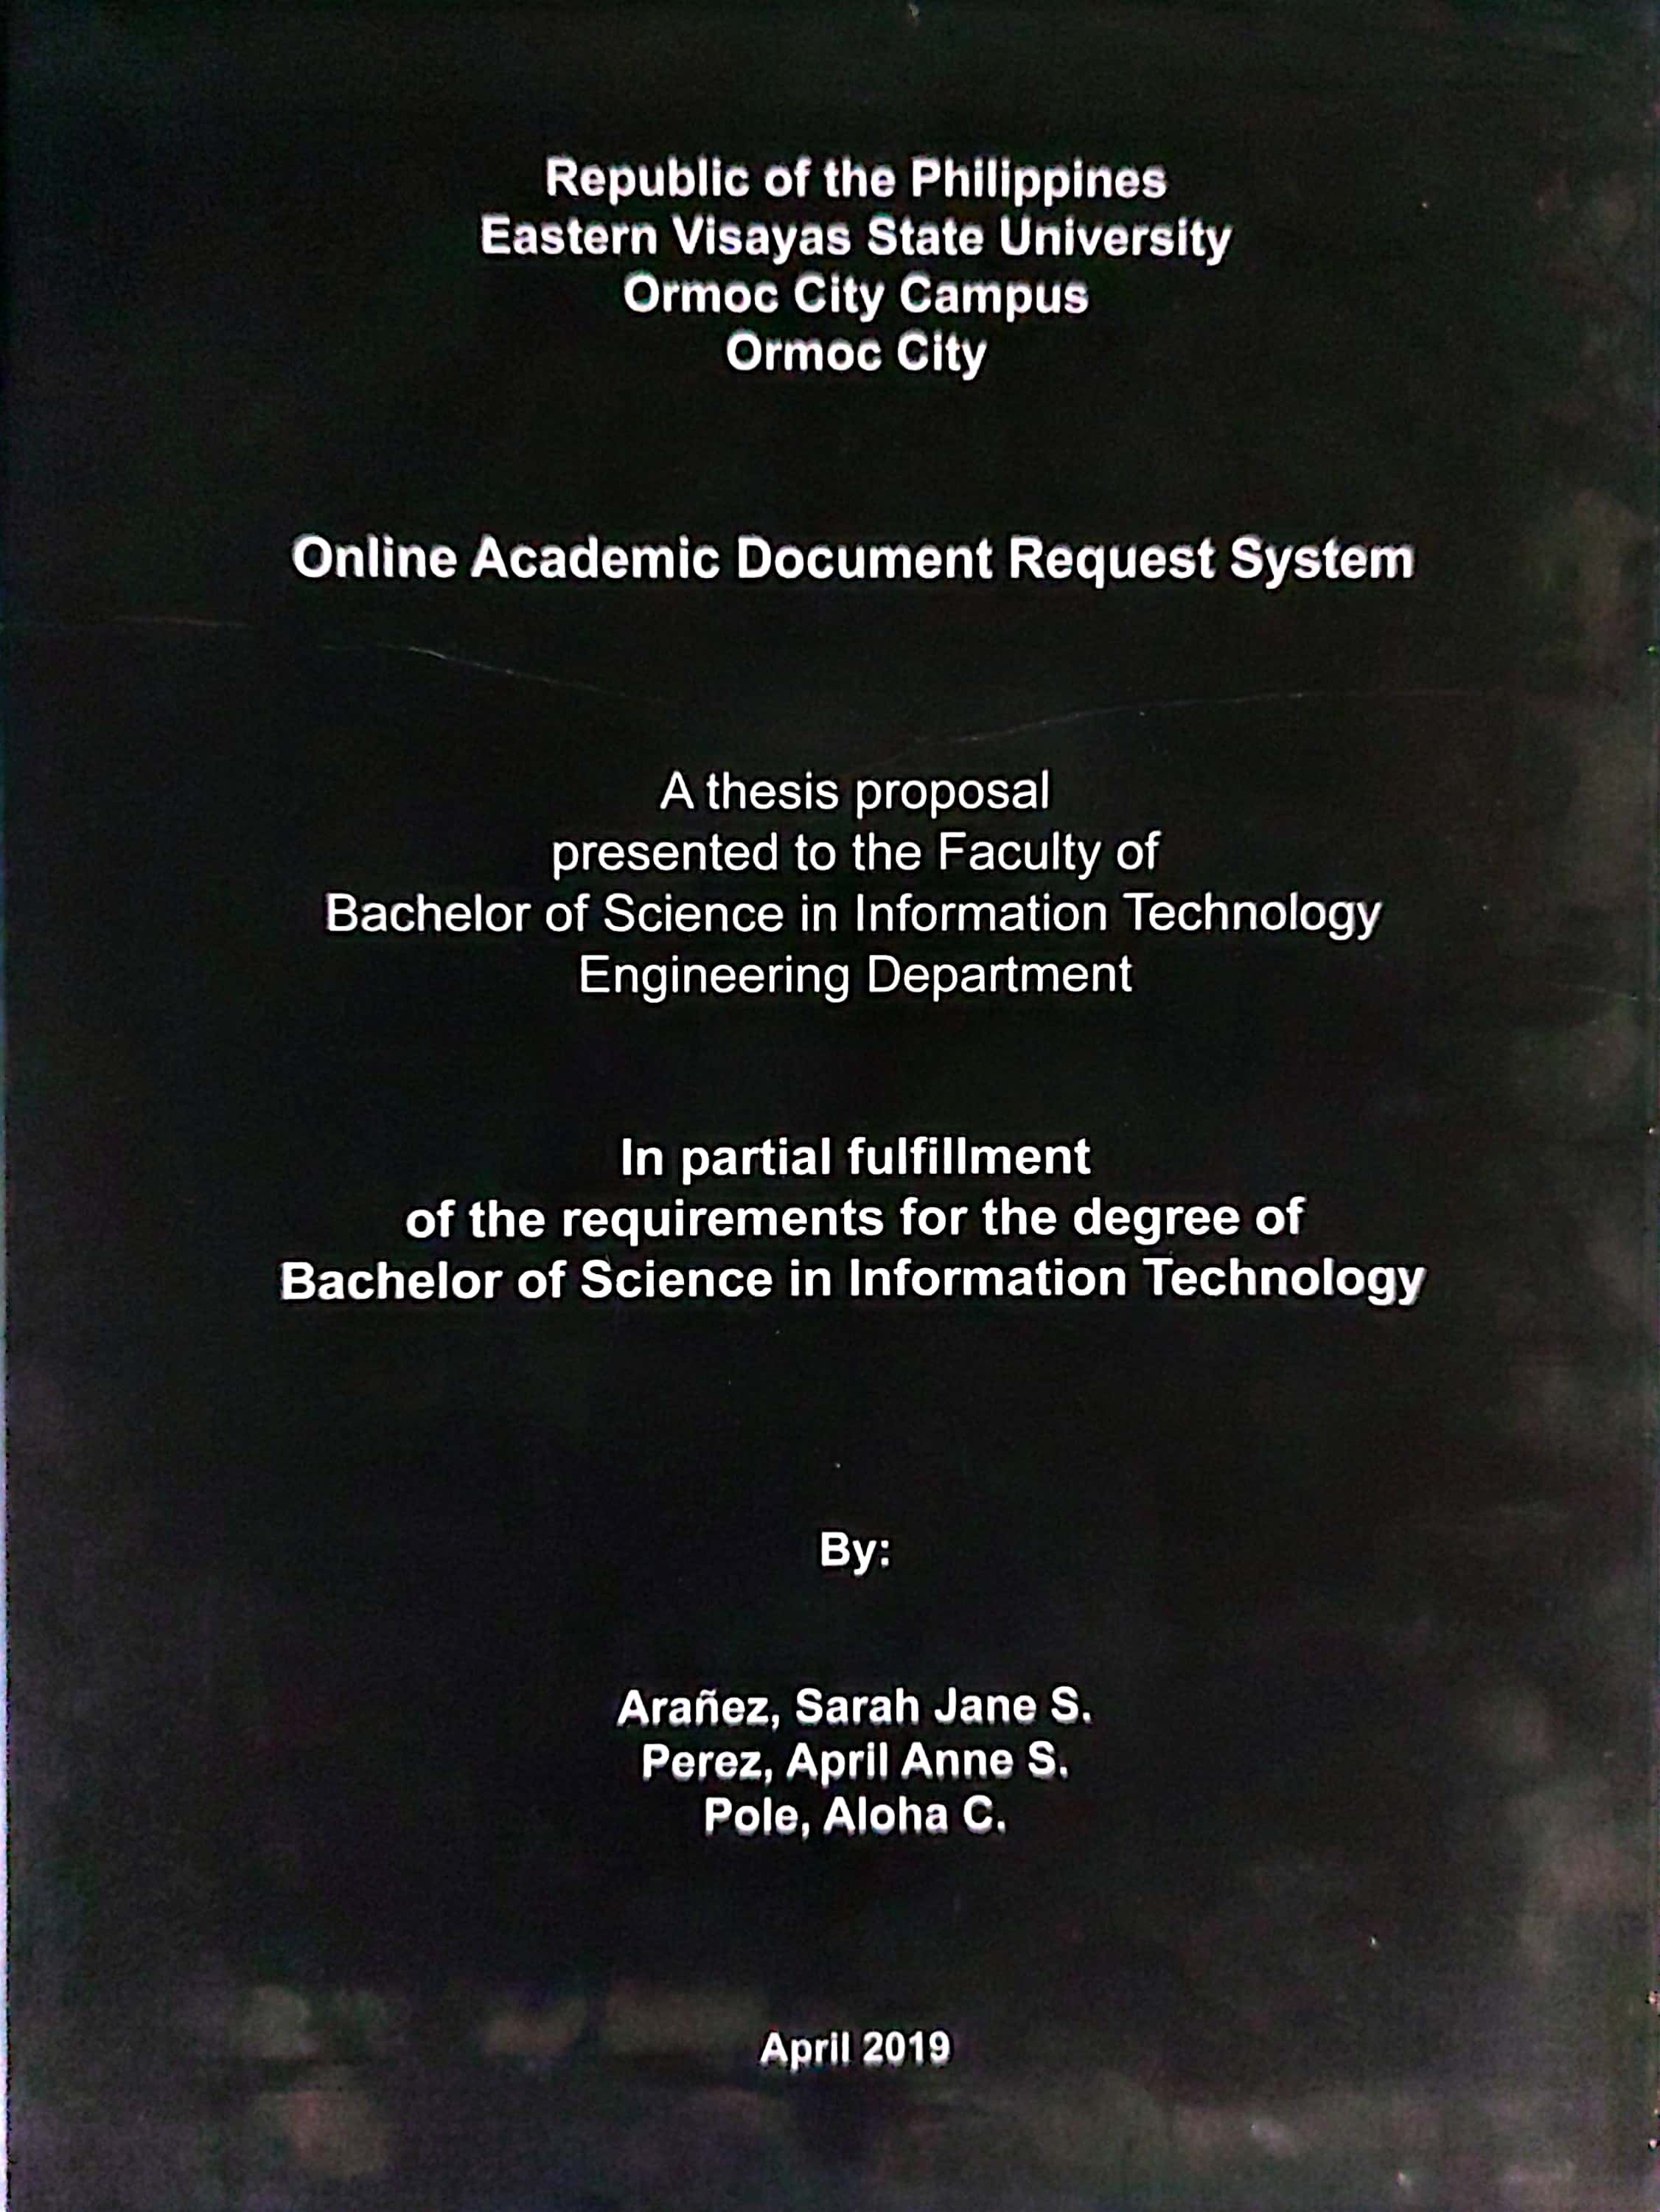 Republic of the Philippines
Eastern Visayas State University
Ormoc City Campus
Ormoc City
Online Academic Document Request System
A thesis proposal
presented to the Faculty of
Bachelor of Science in Information Technology
Engineering Department
In partial fulfillment
of the requirements for the degree of
Bachelor of Science in Information Technology
By:
Arañez, Sarah Jane S.
Perez, April Anne S.
Pole, Aloha C.
April 2019